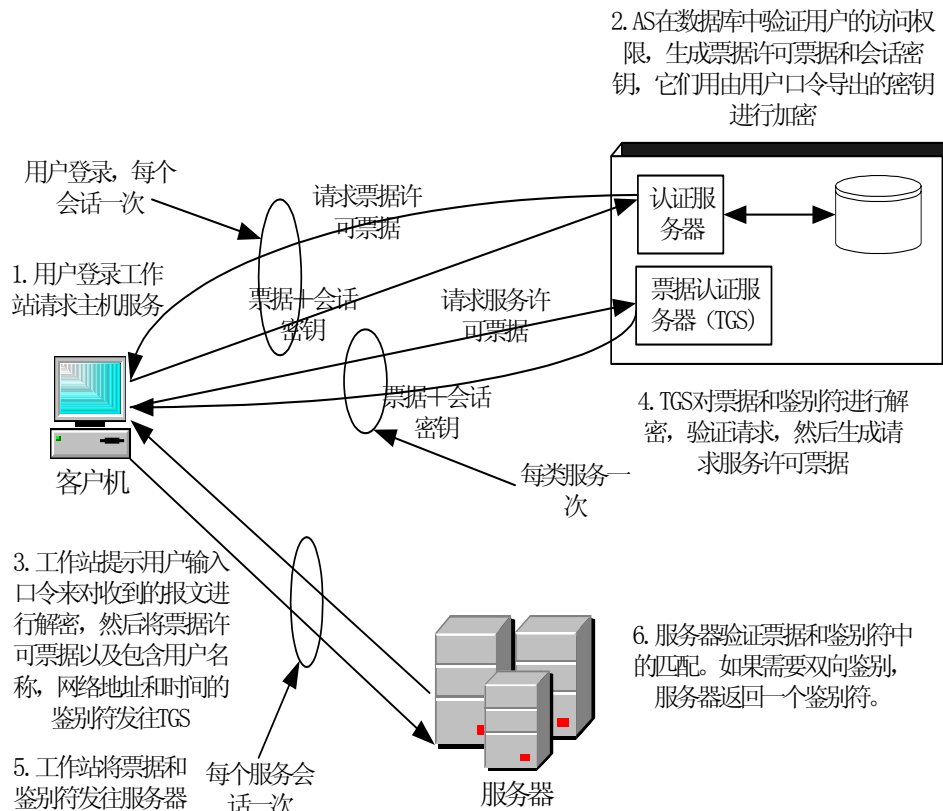 2.AS在数据库中验证用户的访问权
限，生成票据许可票据和会话密
钥，它们用由用户口令导出的密钥
进行加密
用户登录，每个
会话一次
请求票据许
可票据
认证服
务器
1.用户登录工作
站请求主机服务
票据+会话
密钥
请求服务许
可票据
票据认证服
务器（TGS）
票据+会话
密钥
4.TGS对票据和鉴别符进行解
密，验证请求，然后生成请
求服务许可票据
客户机
每类服务一
次
3.工作站提示用户输入
口令来对收到的报文进
行解密，然后将票据许
可票据以及包含用户名
称，网络地址和时间的
鉴别符发往TGS
6.服务器验证票据和鉴别符中
的匹配。如果需要双向鉴别，
服务器返回一个鉴别符。
5.工作站将票据和
鉴别符发往服务器
每个服务会
话一次
服务器